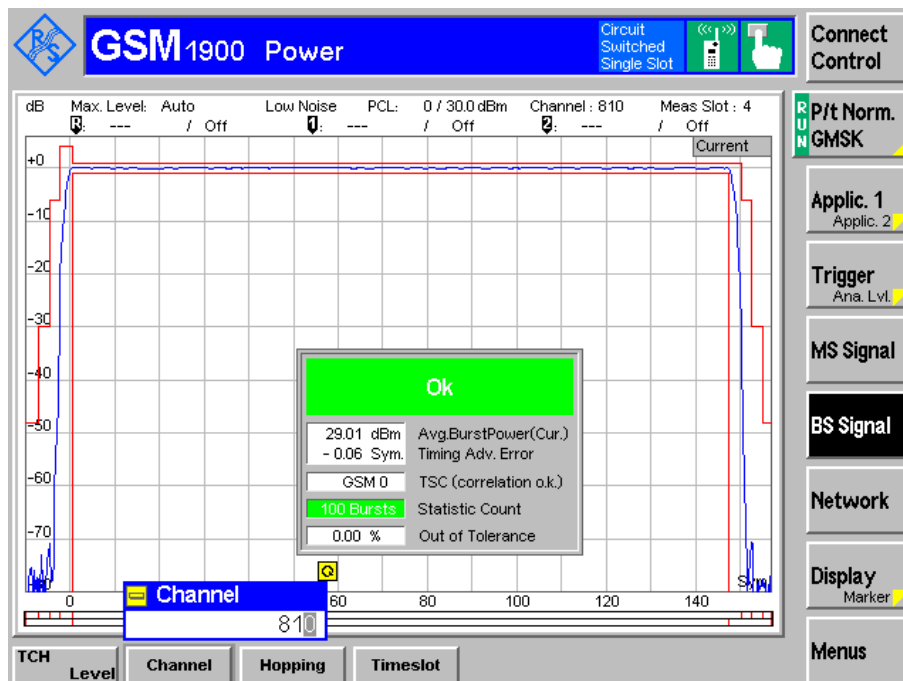 R&S
GSM 1900 Power
Circuit
Switched
Single Slot
Connect
Control
dB Max. Level: Auto Low Noise PCL: 0 / 30.0 dBm Channel : 810 Meas Slot : 4
R: --- / Off 1: --- / Off 2: --- / Off
Current
RUN
P/t Norm.
GMSK
+0
-10
-20
-30
-40
-50
-60
-70
Applic. 1
Applic. 2
Trigger
Ana. Lvl.
MS Signal
BS Signal
Network
Display
Marker
Menus
Ok
29.01 dBm Avg.BurstPower(Cur.)
- 0.06 Sym. Timing Adv. Error
GSM 0 TSC (correlation o.k.)
100 Bursts Statistic Count
0.00 % Out of Tolerance
0 60 80 100 120 140
Channel
810
TCH
Level
Channel
Hopping
Timeslot